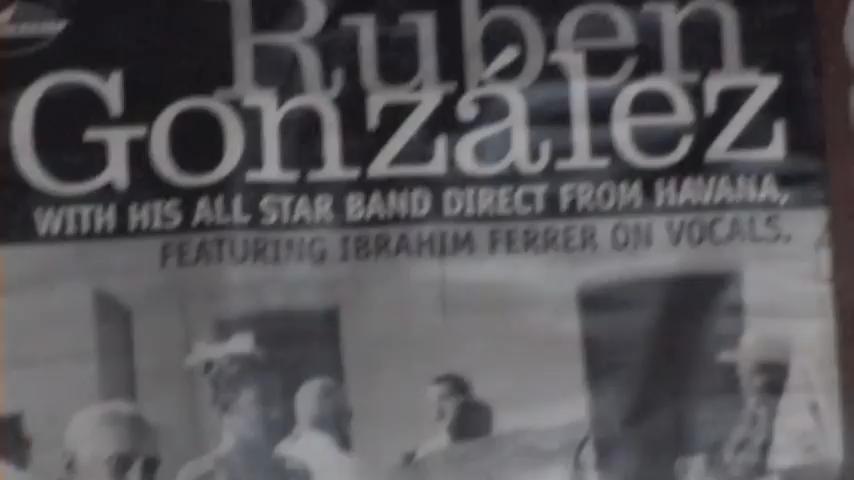 Ruben
González
WITH HIS ALL STAR BAND DIRECT FROM HAVANA,
FEATURING IBRAHIM FERRER ON VOCALS.